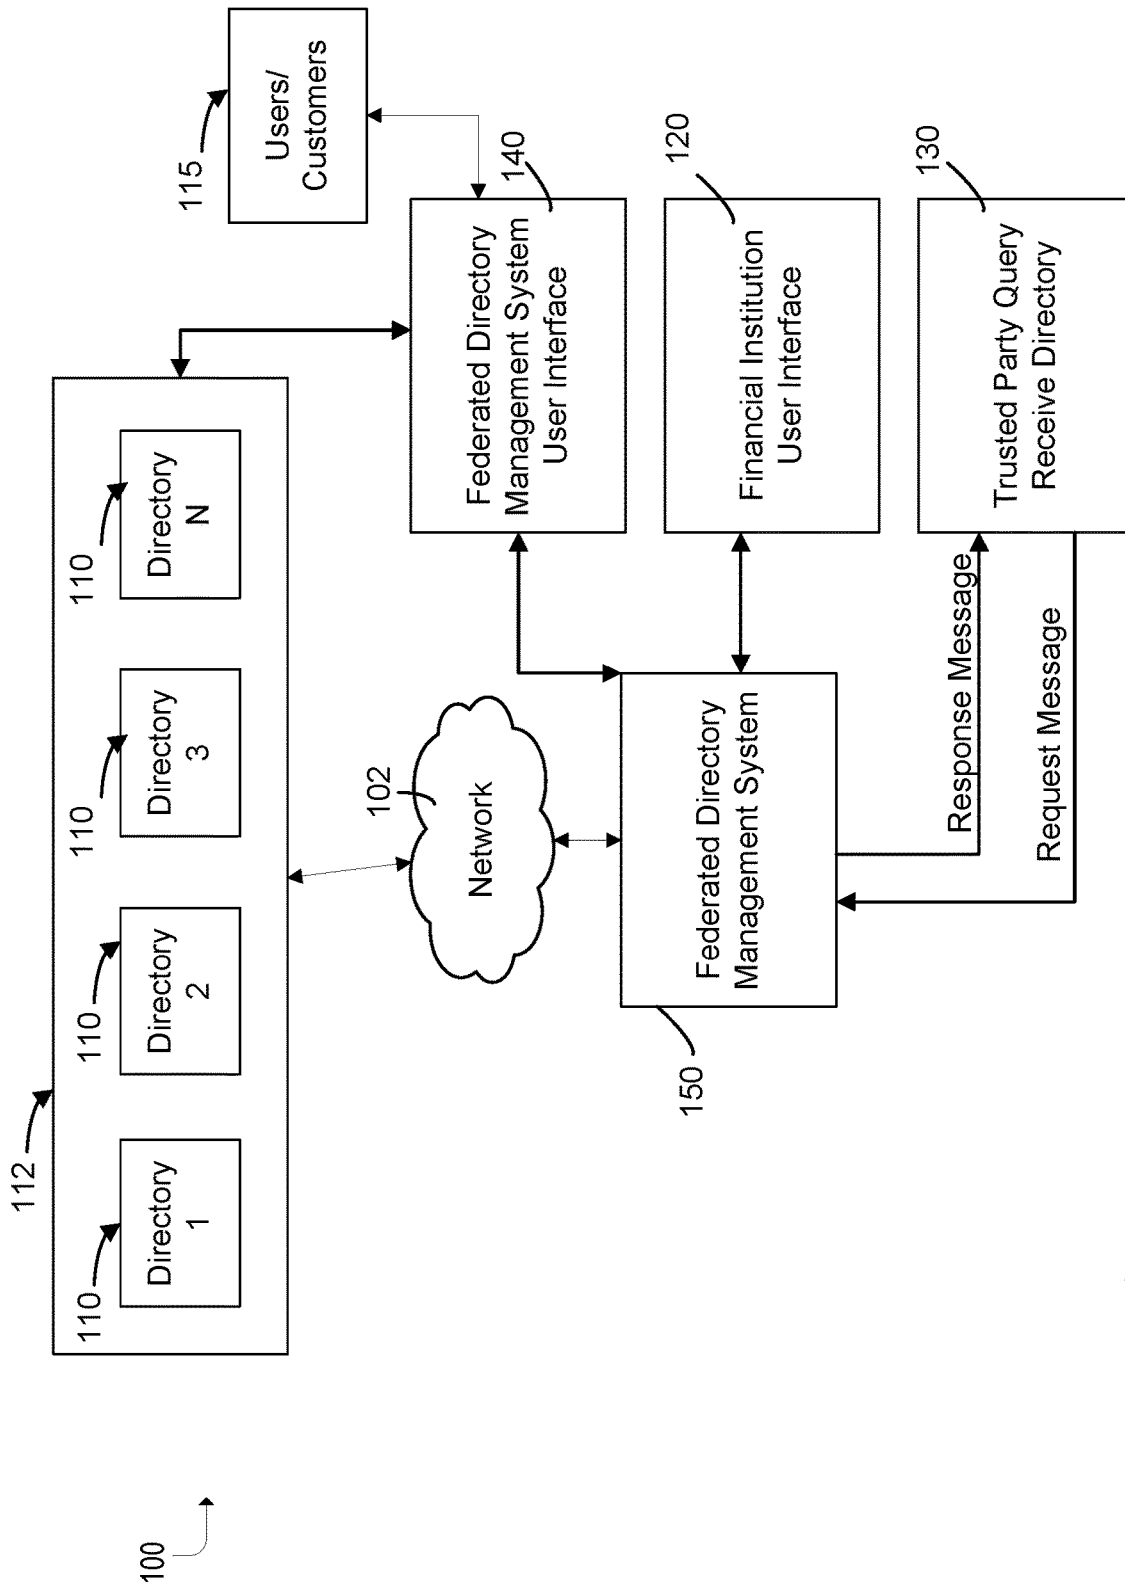 112
110
Directory
1
110
Directory
2
110
Directory
3
110
Directory
N
115
Users/
Customers
102
Network
140
Federated Directory
Management System
User Interface
150
Federated Directory
Management System
120
Financial Institution
User Interface
Response Message
Request Message
130
Trusted Party Query
Receive Directory
100